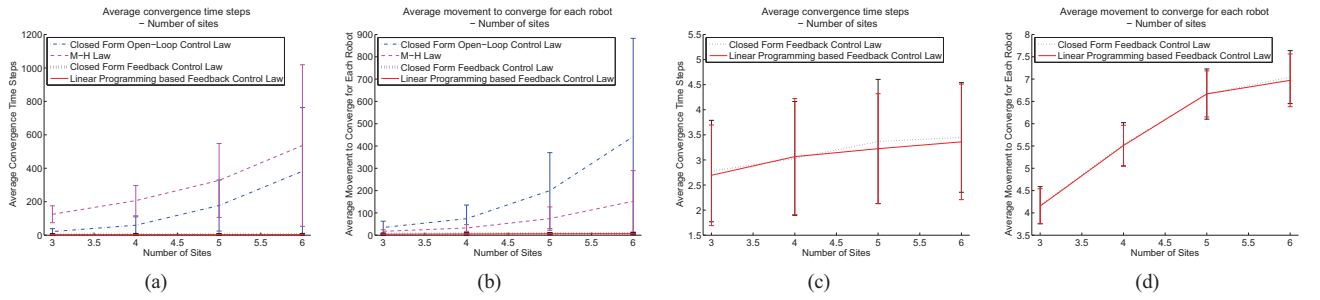 Average convergence time steps
− Number of sites
1200
1000
800
600
400
200
0
Average Convergence Time Steps
Closed Form Open−Loop Control Law
M−H Law
Closed Form Feedback Control Law
Linear Programming based Feedback Control Law
3
3.5
4
4.5
5
5.5
6
Number of Sites
(a)
Average movement to converge for each robot
− Number of sites
900
800
700
600
500
400
300
200
100
0
Average Movement to Converge for Each Robot
Closed Form Open−Loop Control Law
M−H Law
Closed Form Feedback Control Law
Linear Programming based Feedback Control Law
3
3.5
4
4.5
5
5.5
6
Number of Sites
(b)
Average convergence time steps
− Number of sites
5.5
5
4.5
4
3.5
3
2.5
2
1.5
Average Convergence Time Steps
Closed Form Feedback Control Law
Linear Programming based Feedback Control Law
3
3.5
4
4.5
5
5.5
6
Number of Sites
(c)
Average movement to converge for each robot
− Number of sites
8
7.5
7
6.5
6
5.5
5
4.5
4
3.5
Average Movement to Converge for Each Robot
Closed Form Feedback Control Law
Linear Programming based Feedback Control Law
3
3.5
4
4.5
5
5.5
6
Number of Sites
(d)